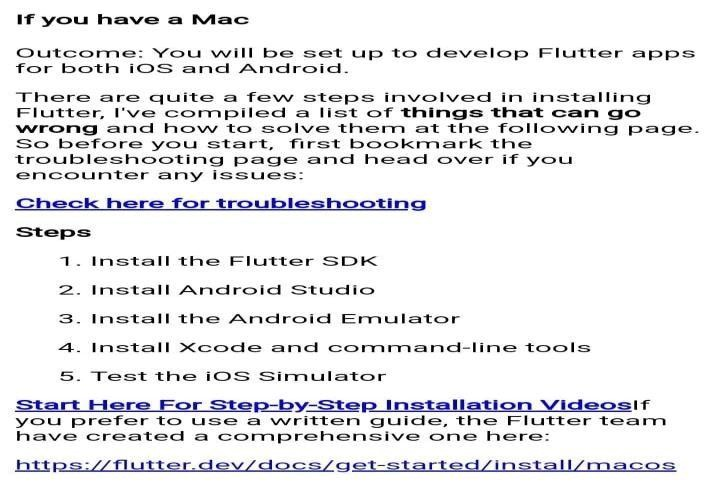 If you have a Mac
Outcome: You will be set up to develop Flutter apps
for both iOS and Android.
There are quite a few steps involved in installing
Flutter, I've compiled a list of things that can go
wrong and how to solve them at the following page.
So before you start, first bookmark the
troubleshooting page and head over if you
encounter any issues:
Check here for troubleshooting
Steps
1. Install the Flutter SDK
2. Install Android Studio
3. Install the Android Emulator
4. Install Xcode and command-line tools
5. Test the iOS Simulator
Start Here For Step-by-Step Installation VideosIf
you prefer to use a written guide, the Flutter team
have created a comprehensive one here:
https://flutter.dev/docs/get-started/install/macos